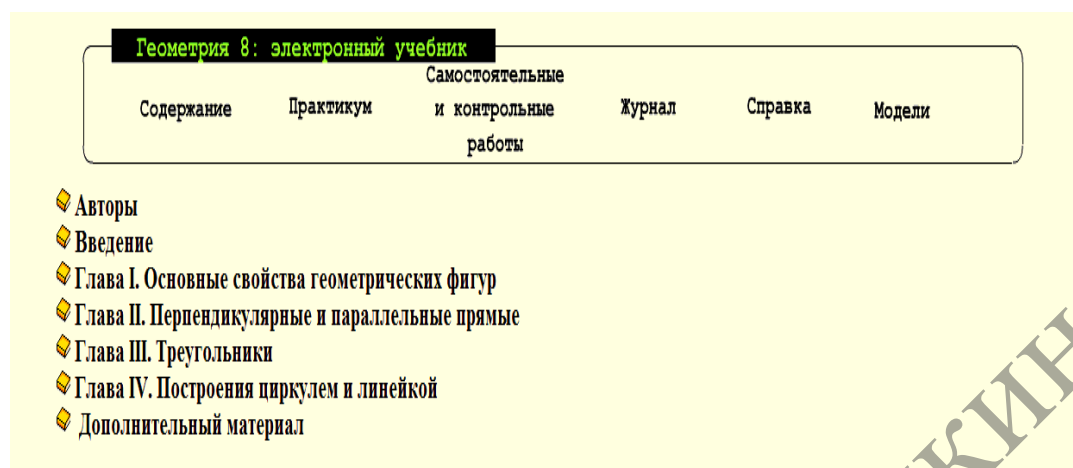 Геометрия 8: электронный учебник
Содержание
Практикум
Самостоятельные
и контрольные
работы
Журнал
Справка
Модели
Авторы
Введение
Глава I. Основные свойства геометрических фигур
Глава II. Перпендикулярные и параллельные прямые
Глава III. Треугольники
Глава IV. Построения циркулем и линейкой
Дополнительный материал